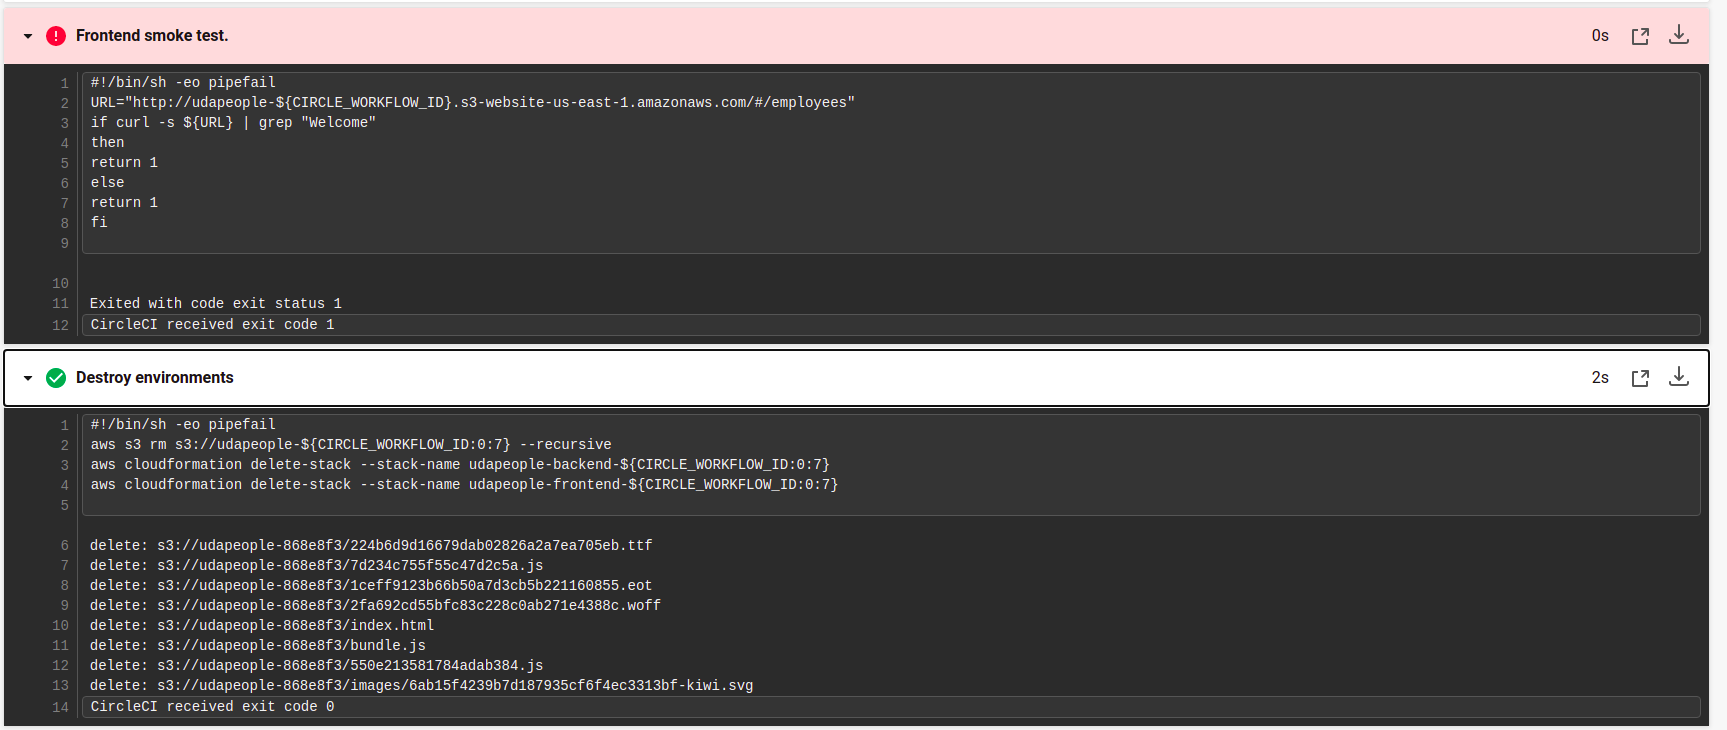 Frontend smoke test.
0s
1 #!/bin/sh -eo pipefail
2 URL="http://udapeople-${CIRCLE_WORKFLOW_ID}.s3-website-us-east-1.amazonaws.com/#/employees"
3 if curl -s ${URL} | grep "Welcome"
4 then
5 return 1
6 else
7 return 1
8 fi
9
10
11 Exited with code exit status 1
12 CircleCI received exit code 1
Destroy environments
2s
1 #!/bin/sh -eo pipefail
2 aws s3 rm s3://udapeople-${CIRCLE_WORKFLOW_ID:0:7} --recursive
3 aws cloudformation delete-stack --stack-name udapeople-backend-${CIRCLE_WORKFLOW_ID:0:7}
4 aws cloudformation delete-stack --stack-name udapeople-frontend-${CIRCLE_WORKFLOW_ID:0:7}
5
6 delete: s3://udapeople-868e8f3/224b6d9d16679dab02826a2a7ea705eb.ttf
7 delete: s3://udapeople-868e8f3/7d234c755f55c47d2c5a.js
8 delete: s3://udapeople-868e8f3/1ceff9123b66b50a7d3cb5b221160855.eot
9 delete: s3://udapeople-868e8f3/2fa692cd55bfc83c228c0ab271e4388c.woff
10 delete: s3://udapeople-868e8f3/index.html
11 delete: s3://udapeople-868e8f3/bundle.js
12 delete: s3://udapeople-868e8f3/550e213581784adab384.js
13 delete: s3://udapeople-868e8f3/images/6ab15f4239b7d187935cf6f4ec3313bf-kiwi.svg
14 CircleCI received exit code 0